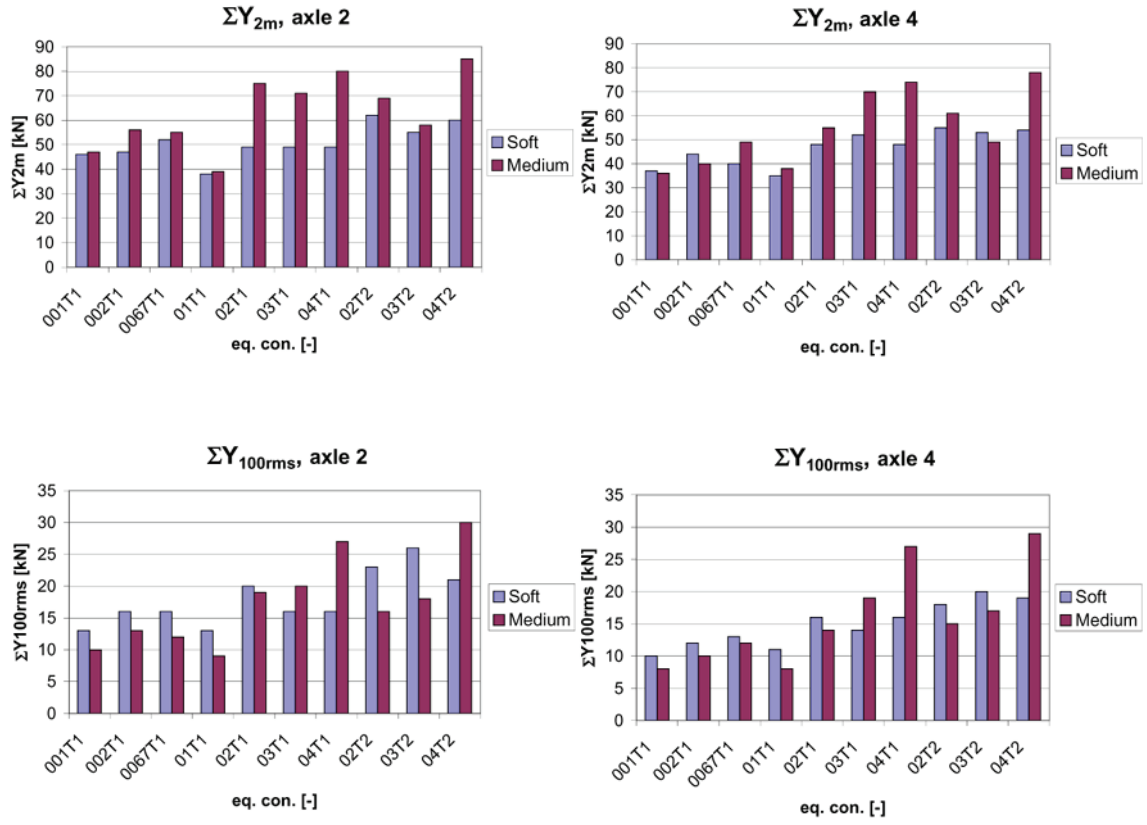 ΣY2m, axle 2
90
80
70
60
50
40
30
20
10
0
ΣY2m [kN]
001T1
002T1
0067T1
01T1
02T1
03T1
04T1
02T2
03T2
04T2
eq. con. [-]
Soft
Medium
ΣY2m, axle 4
90
80
70
60
50
40
30
20
10
0
ΣY2m [kN]
001T1
002T1
0067T1
01T1
02T1
03T1
04T1
02T2
03T2
04T2
eq. con. [-]
Soft
Medium
ΣY100rms, axle 2
35
30
25
20
15
10
5
0
ΣY100rms [kN]
001T1
002T1
0067T1
01T1
02T1
03T1
04T1
02T2
03T2
04T2
eq. con. [-]
Soft
Medium
ΣY100rms, axle 4
35
30
25
20
15
10
5
0
ΣY100rms [kN]
001T1
002T1
0067T1
01T1
02T1
03T1
04T1
02T2
03T2
04T2
eq. con. [-]
Soft
Medium